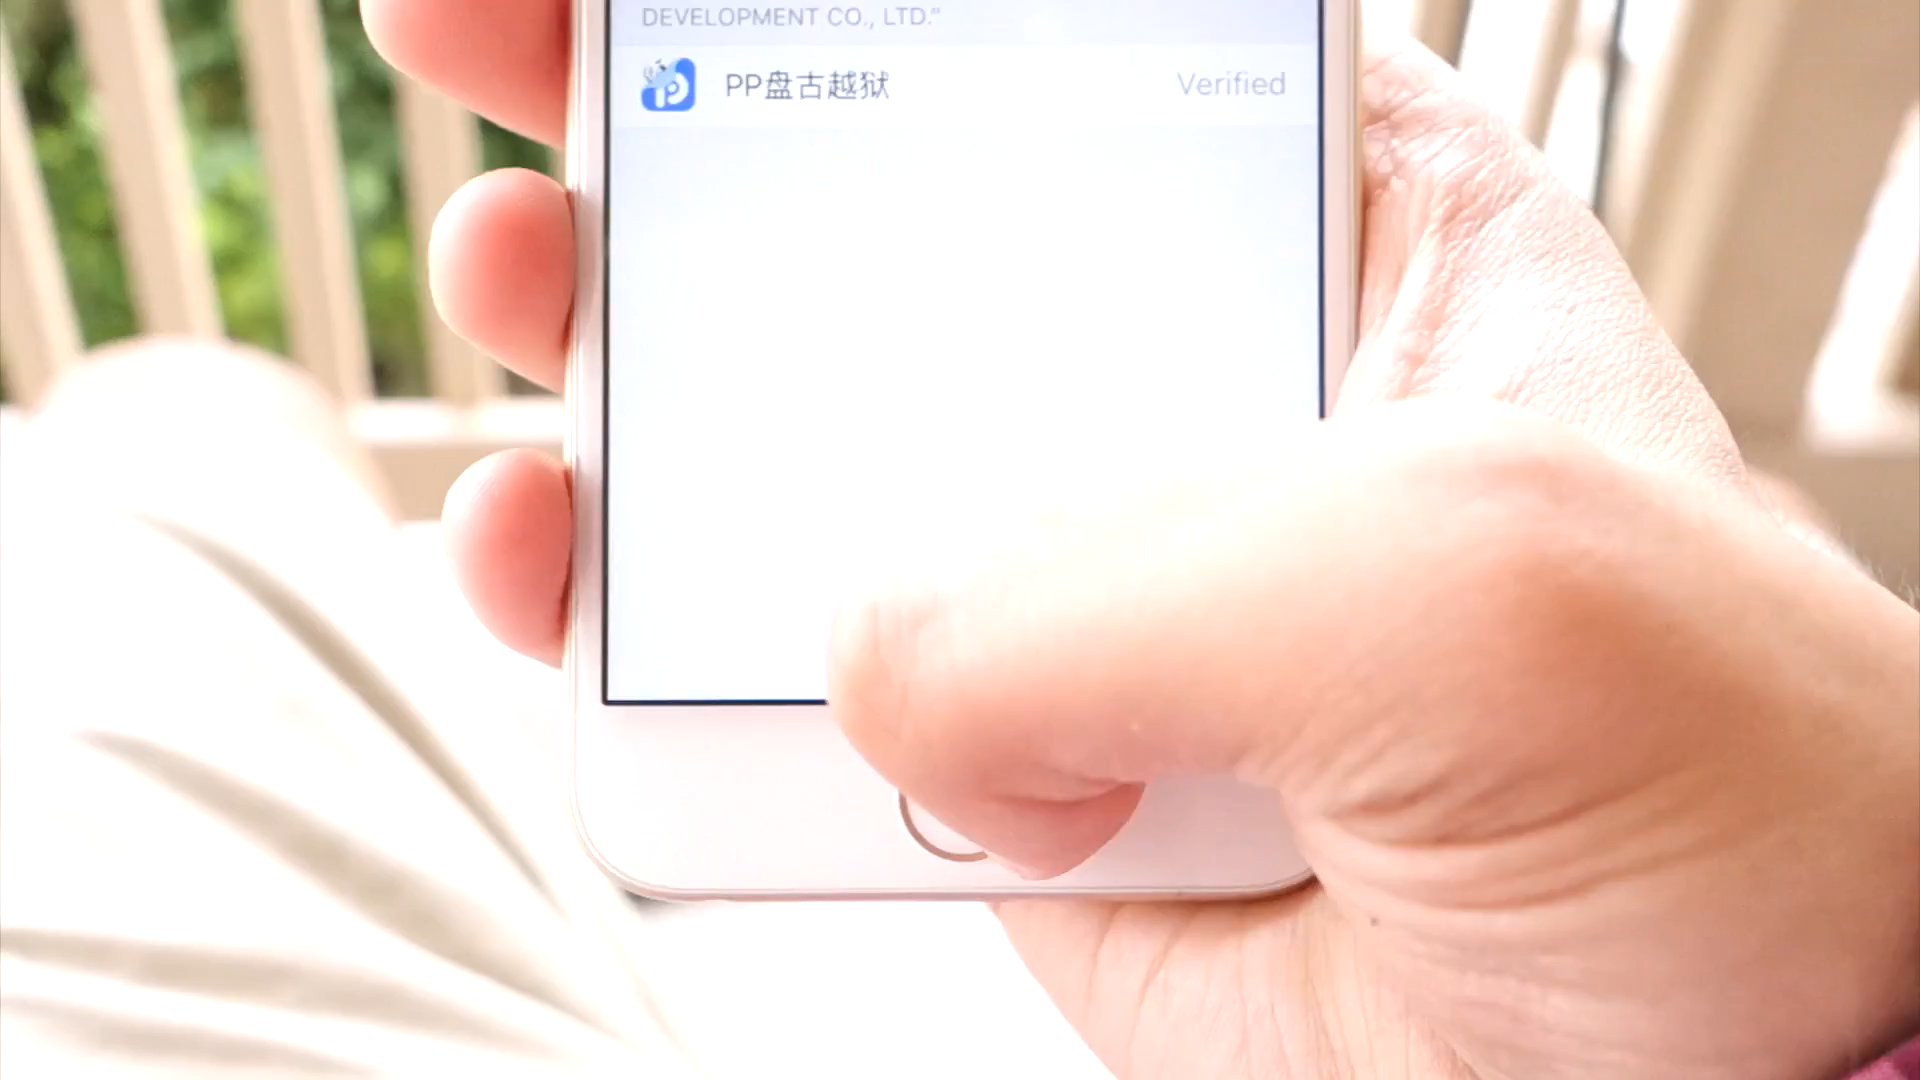 DEVELOPMENT CO., LTD."
PP盘古越狱
Verified